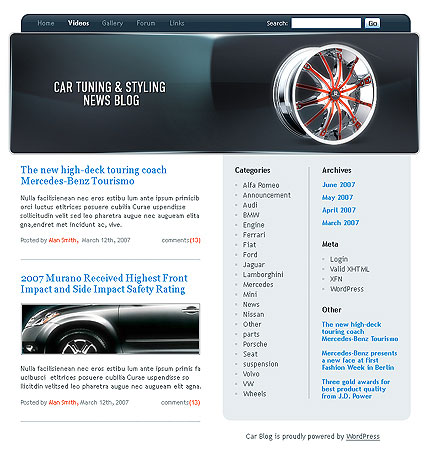 Home Videos Gallery Forum Links Search: Go
CAR TUNING & STYLING
NEWS BLOG
The new high-deck touring coach
Mercedes-Benz Tourismo
Nulla facilisienean nec eros estibu lum ante ipsum primicib
orci luctus etitrices posuere cubilia Curae uspendisse
sollicitudin velit sed leo pharetra augue nec augueam elita
gna,endret met incidunt ac, vive.
Posted by Alan Smith, March 12th, 2007 comments(13)
2007 Murano Received Highest Front
Impact and Side Impact Safety Rating
Nulla facilisienean nec eros estibu lum ante ipsum primis fa
ucibusci etitrices posuere cubilia Curae suspendisse so
llicitdin velitsed leo pharetra augue nec augueam elit agna.
Posted by Alan Smith, March 12th, 2007 comments(13)
Categories
Alfa Romeo
Announcement
Audi
BMW
Engine
Ferrari
Fiat
Ford
Jaguar
Lamborghini
Mercedes
Mini
News
Nissan
Other
parts
Porsche
Seat
suspension
Volvo
VW
Wheels
Archives
June 2007
May 2007
April 2007
March 2007
Meta
Login
Valid XHTML
XFN
WordPress
Other
The new high-deck
touring coach
Mercedes-Benz Tourismo
Mercedes-Benz presents
a new face at first
Fashion Week in Berlin
Three gold awards for
best product quality
from J.D. Power
Car Blog is proudly powered by WordPress